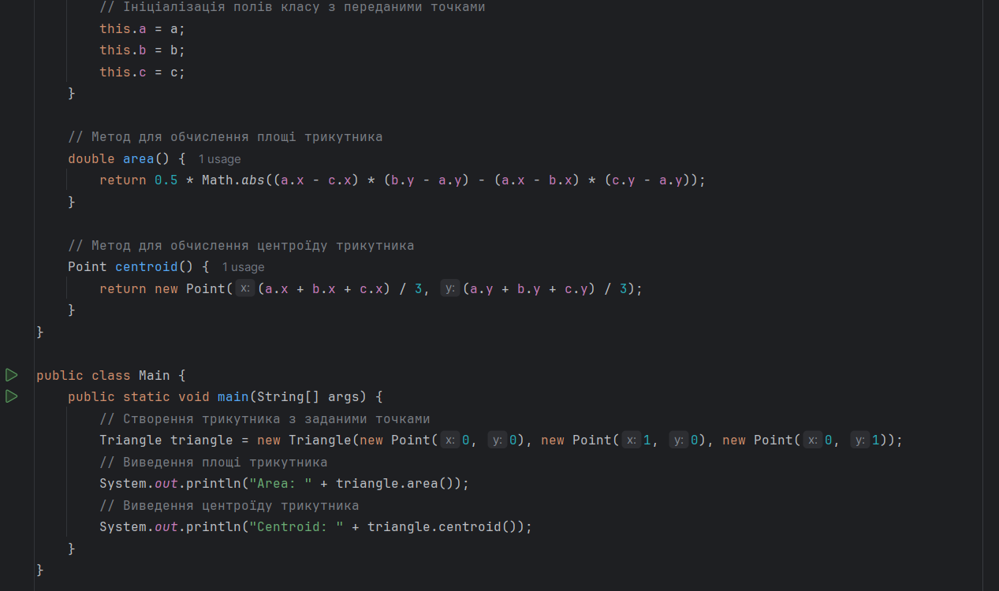 // Ініціалізація полів класу з переданими точками
this.a = a;
this.b = b;
this.c = c;
}
// Метод для обчислення площі трикутника
double area() { 1 usage
return 0.5 * Math.abs((a.x - c.x) * (b.y - a.y) - (a.x - b.x) * (c.y - a.y));
}
// Метод для обчислення центроїду трикутника
Point centroid() { 1 usage
return new Point( x: (a.x + b.x + c.x) / 3, y: (a.y + b.y + c.y) / 3);
}
}
public class Main {
public static void main(String[] args) {
// Створення трикутника з заданими точками
Triangle triangle = new Triangle(new Point( x: 0, y: 0), new Point( x: 1, y: 0), new Point( x: 0, y: 1));
// Виведення площі трикутника
System.out.println("Area: " + triangle.area());
// Виведення центроїду трикутника
System.out.println("Centroid: " + triangle.centroid());
}
}